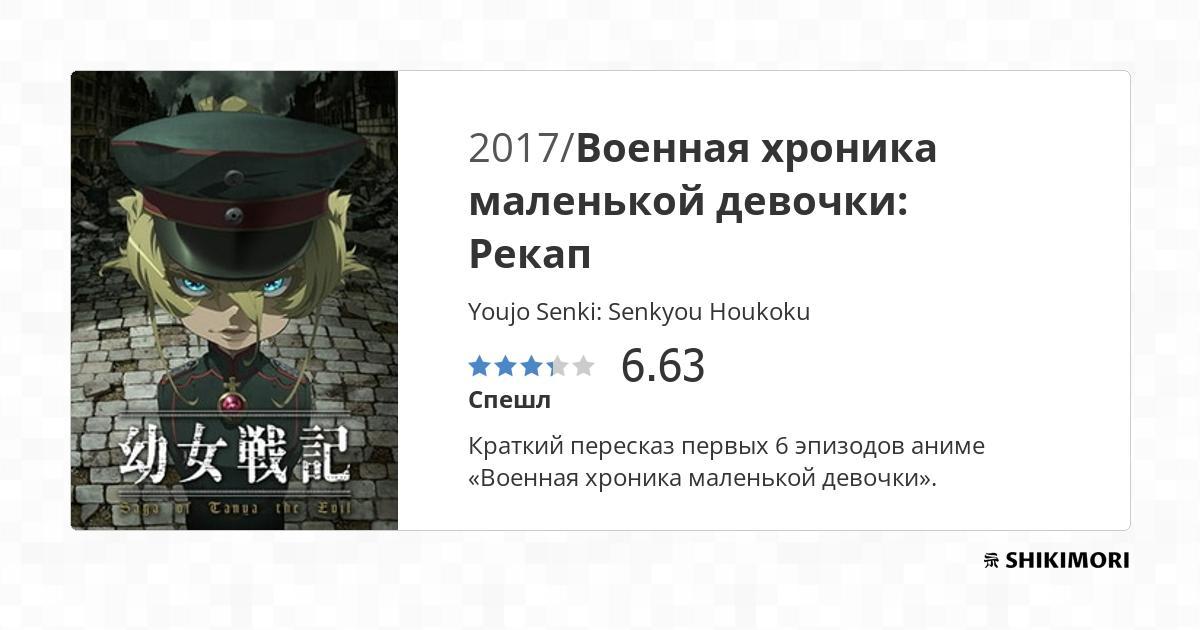 幼女戦記
Saga of Tanya the Evil
2017/Военная хроника
маленькой девочки:
Рекап
Youjo Senki: Senkyou Houkoku
6.63
Спешл
Краткий пересказ первых 6 эпизодов аниме
«Военная хроника маленькой девочки».
SHIKIMORI